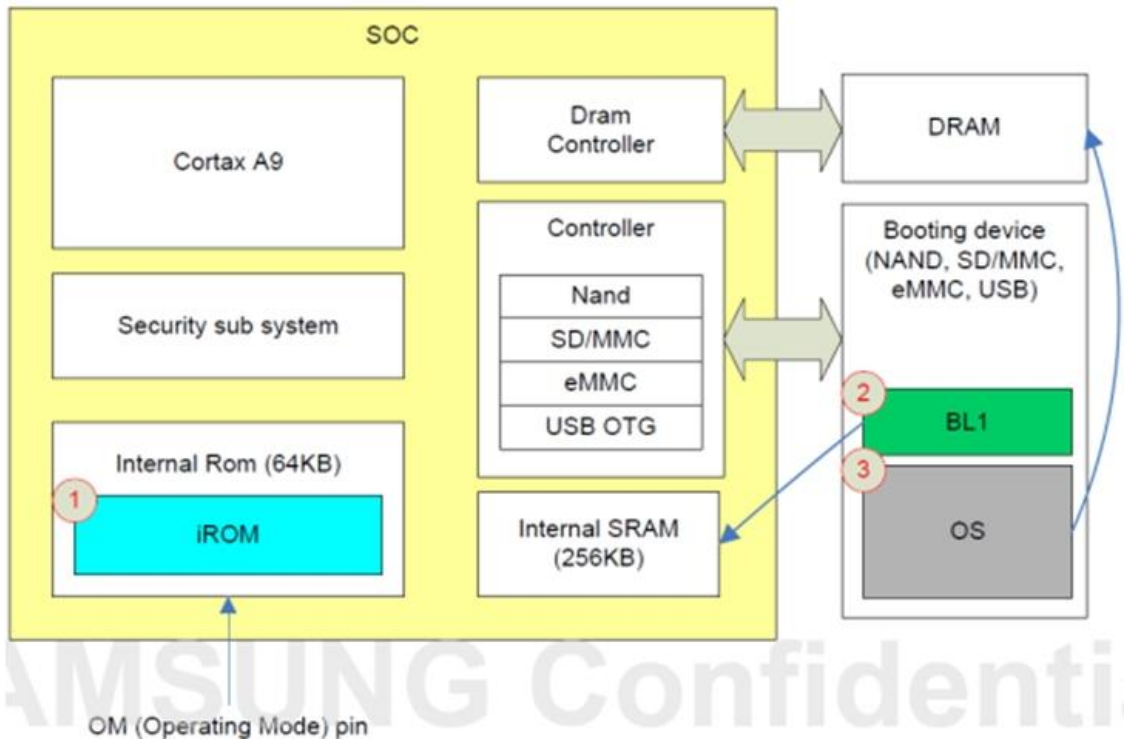 SOC
Cortax A9
Security sub system
Internal Rom (64KB)
1
iROM
Dram
Controller
Controller
Nand
SD/MMC
eMMC
USB OTG
Internal SRAM
(256KB)
DRAM
Booting device
(NAND, SD/MMC,
eMMC, USB)
2
BL1
3
OS
AMSUNG Confidenti
OM (Operating Mode) pin